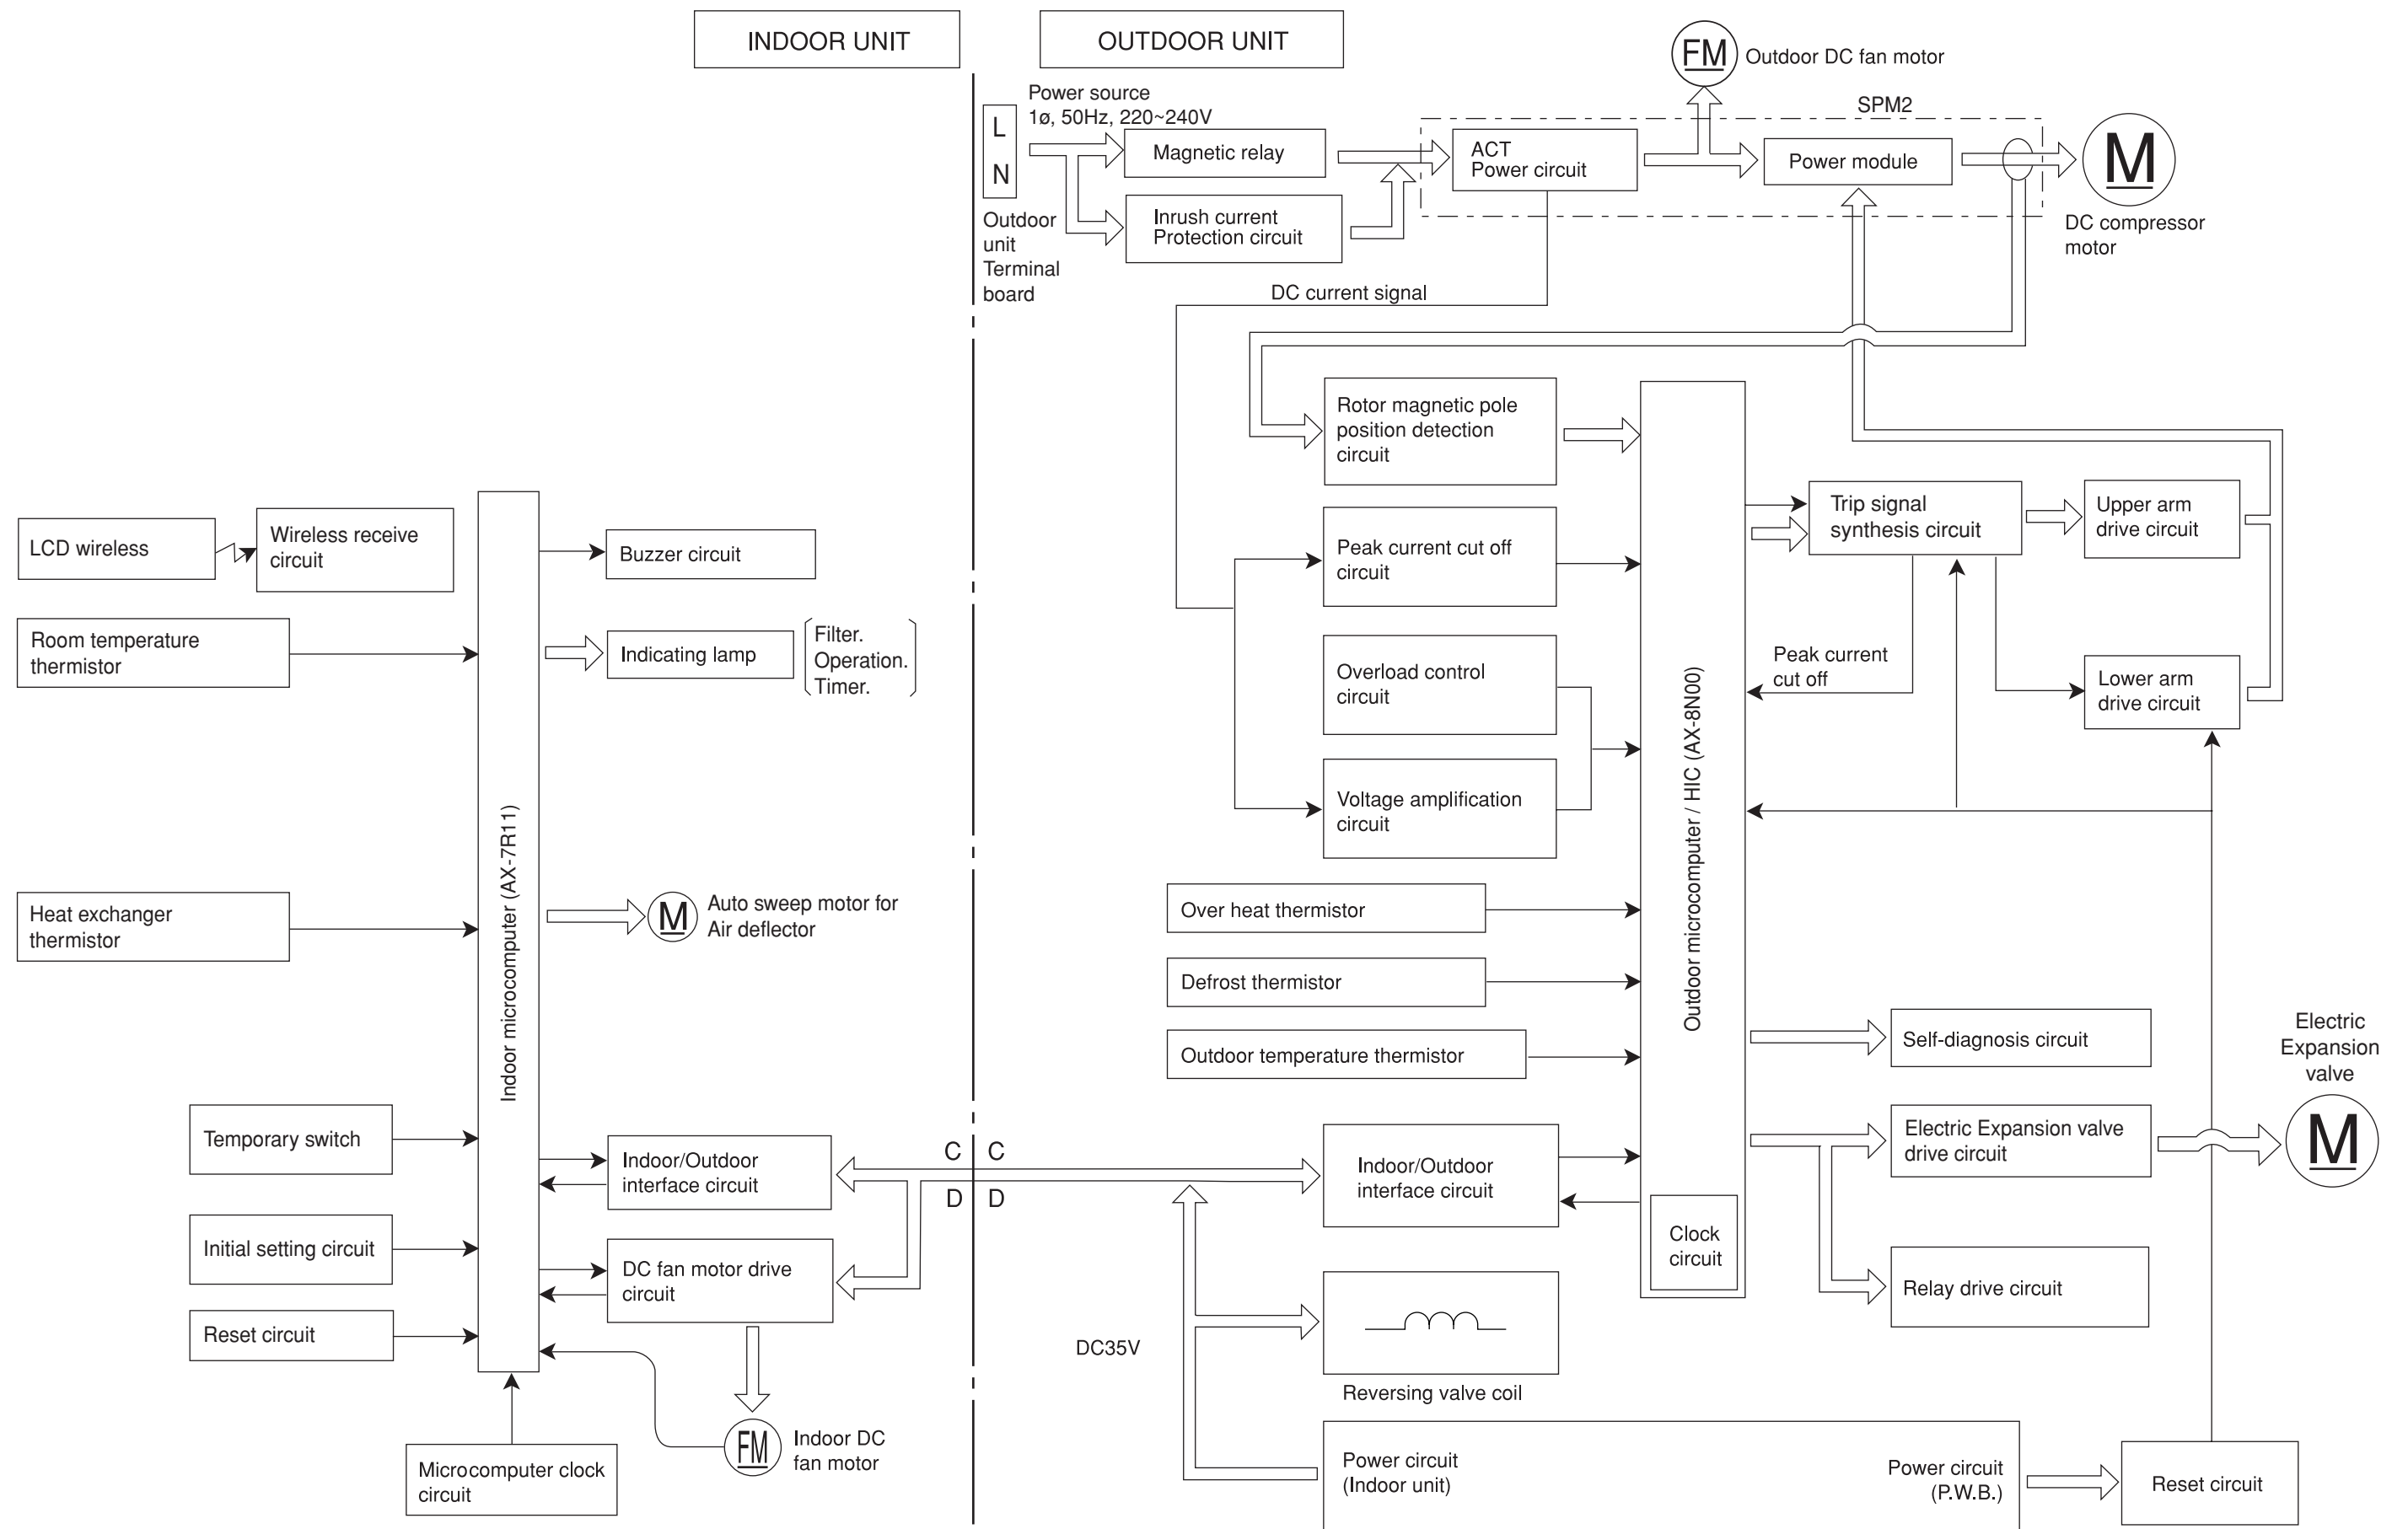 INDOOR UNIT
OUTDOOR UNIT
FM
Outdoor DC fan motor
Power source
1ø, 50Hz, 220~240V
SPM2
L
N
Magnetic relay
ACT
Power circuit
Power module
M
Outdoor
unit
Terminal
board
Inrush current
Protection circuit
DC compressor
motor
DC current signal
Rotor magnetic pole
position detection
circuit
LCD wireless
Wireless receive
circuit
Buzzer circuit
Peak current cut off
circuit
Trip signal
synthesis circuit
Upper arm
drive circuit
Room temperature
thermistor
Indicating lamp
Filter.
Operation.
Timer.
Overload control
circuit
Peak current
cut off
Lower arm
drive circuit
Indoor microcomputer (AX-7R11)
Outdoor microcomputer / HIC (AX-8N00)
Voltage amplification
circuit
Heat exchanger
thermistor
M
Auto sweep motor for
Air deflector
Over heat thermistor
Defrost thermistor
Outdoor temperature thermistor
Self-diagnosis circuit
Electric
Expansion
valve
Temporary switch
Indoor/Outdoor
interface circuit
C
C
D
D
Indoor/Outdoor
interface circuit
Electric Expansion valve
drive circuit
M
Initial setting circuit
DC fan motor drive
circuit
Clock
circuit
Relay drive circuit
Reset circuit
DC35V
Reversing valve coil
Microcomputer clock
circuit
FM
Indoor DC
fan motor
Power circuit
(Indoor unit)
Power circuit
(P.W.B.)
Reset circuit